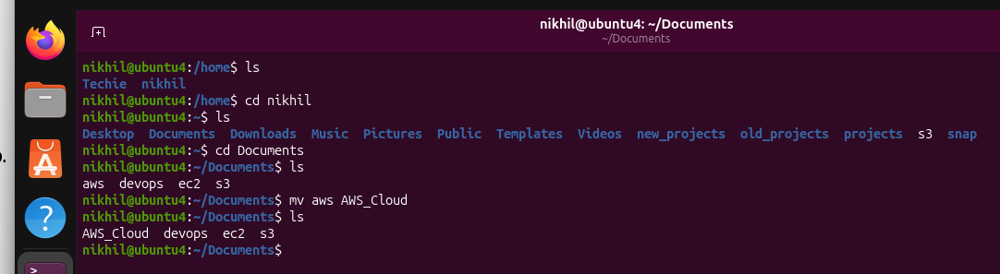 nikhil@ubuntu4: ~/Documents
~/Documents
nikhil@ubuntu4:/home$ ls
Techie  nikhil
nikhil@ubuntu4:/home$ cd nikhil
nikhil@ubuntu4:~$ ls
Desktop  Documents  Downloads  Music  Pictures  Public  Templates  Videos  new_projects  old_projects  projects  s3  snap
nikhil@ubuntu4:~$ cd Documents
nikhil@ubuntu4:~/Documents$ ls
aws  devops  ec2  s3
nikhil@ubuntu4:~/Documents$ mv aws AWS_Cloud
nikhil@ubuntu4:~/Documents$ ls
AWS_Cloud  devops  ec2  s3
nikhil@ubuntu4:~/Documents$